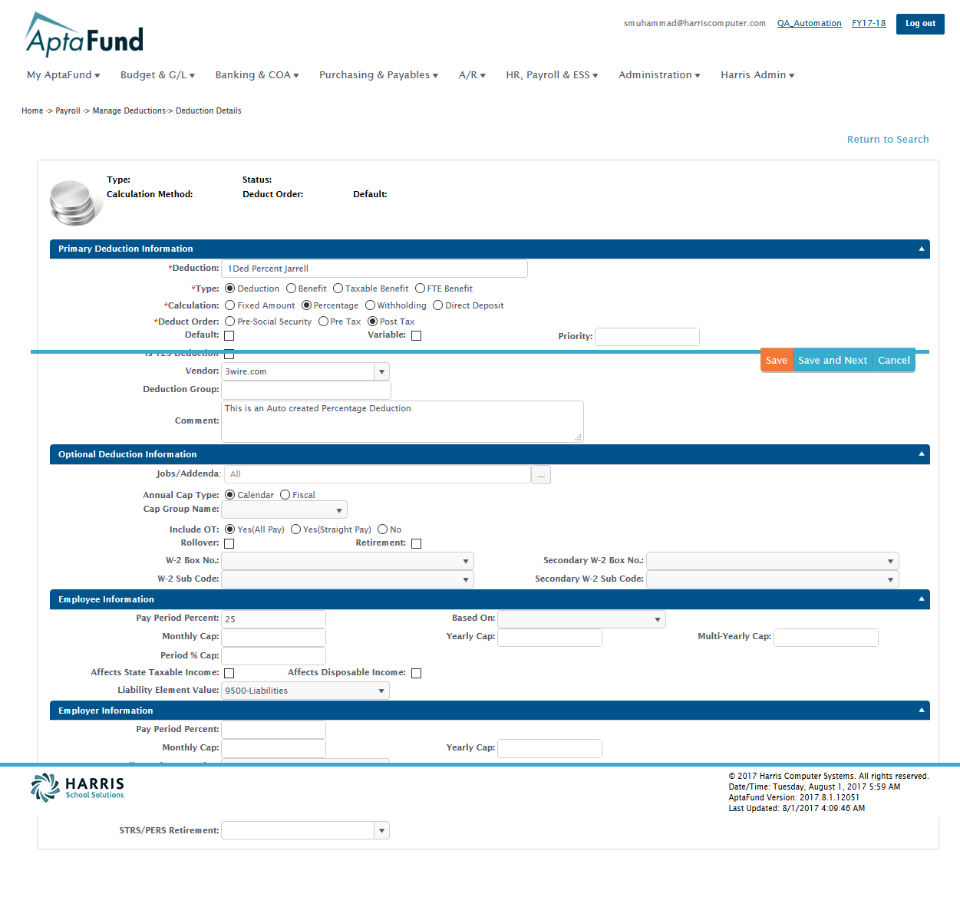 AptaFund
smuhammad@harriscomputer.com QA_Automation FY17-18 Log out
My AptaFund Budget & G/L Banking & COA Purchasing & Payables A/R HR, Payroll & ESS Administration Harris Admin
Home -> Payroll -> Manage Deductions-> Deduction Details
Return to Search
Type: Status:
Calculation Method: Deduct Order: Default:
Primary Deduction Information
*Deduction: 1Ded Percent Jarrell
*Type: Deduction Benefit Taxable Benefit FTE Benefit
*Calculation: Fixed Amount Percentage Withholding Direct Deposit
*Deduct Order: Pre-Social Security Pre Tax Post Tax
Default: Variable: Priority:
Is 125 Deduction
Save Save and Next Cancel
Vendor: 3wire.com
Deduction Group:
Comment: This is an Auto created Percentage Deduction
Optional Deduction Information
Jobs/Addenda: All ...
Annual Cap Type: Calendar Fiscal
Cap Group Name:
Include OT: Yes(All Pay) Yes(Straight Pay) No
Rollover: Retirement:
W-2 Box No.: Secondary W-2 Box No.:
W-2 Sub Code: Secondary W-2 Sub Code:
Employee Information
Pay Period Percent: 25 Based On:
Monthly Cap: Yearly Cap: Multi-Yearly Cap:
Period % Cap:
Affects State Taxable Income: Affects Disposable Income:
Liability Element Value: 9500-Liabilities
Employer Information
Pay Period Percent:
Monthly Cap: Yearly Cap:
HARRIS
School Solutions
© 2017 Harris Computer Systems. All rights reserved.
Date/Time: Tuesday, August 1, 2017 5:59 AM
AptaFund Version: 2017.8.1.12051
Last Updated: 8/1/2017 4:09:46 AM
STRS/PERS Retirement: